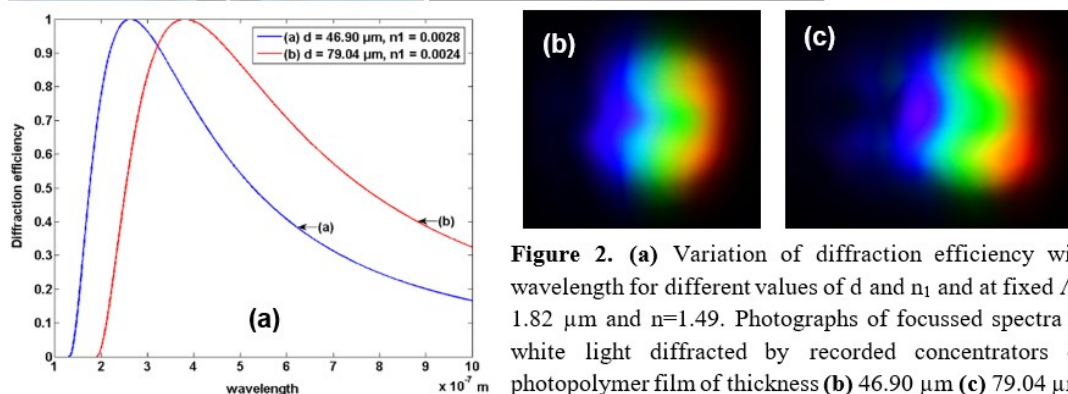 (a) d = 46.90 µm, n1 = 0.0028
(b) d = 79.04 µm, n1 = 0.0024
Diffraction efficiency
1
0.9
0.8
0.7
0.6
0.5
0.4
0.3
0.2
0.1
0
(a)
(b)
(a)
1 2 3 4 5 6 7 8 9 10
wavelength
x 10⁻⁷ m
(b)
(c)
Figure 2. (a) Variation of diffraction efficiency wi
wavelength for different values of d and n₁ and at fixed
1.82 µm and n=1.49. Photographs of focussed spectra
white light diffracted by recorded concentrators
photopolymer film of thickness (b) 46.90 µm (c) 79.04 µm